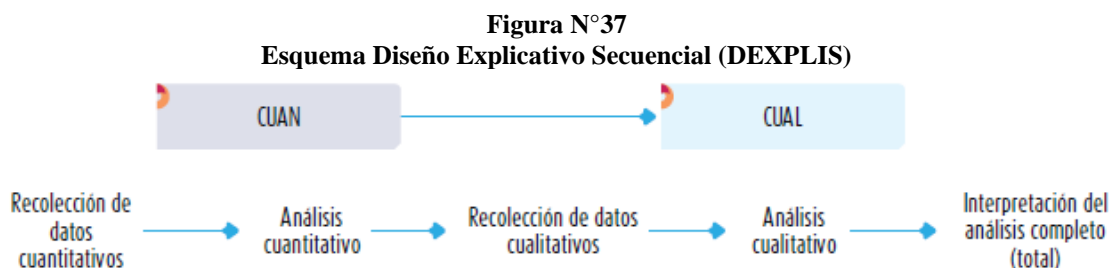 Figura N°37
Esquema Diseño Explicativo Secuencial (DEXPLIS)
CUAN
CUAL
Recolección de
datos
cuantitativos
Análisis
cuantitativo
Recolección de datos
cualitativos
Análisis
cualitativo
Interpretación del
análisis completo
(total)